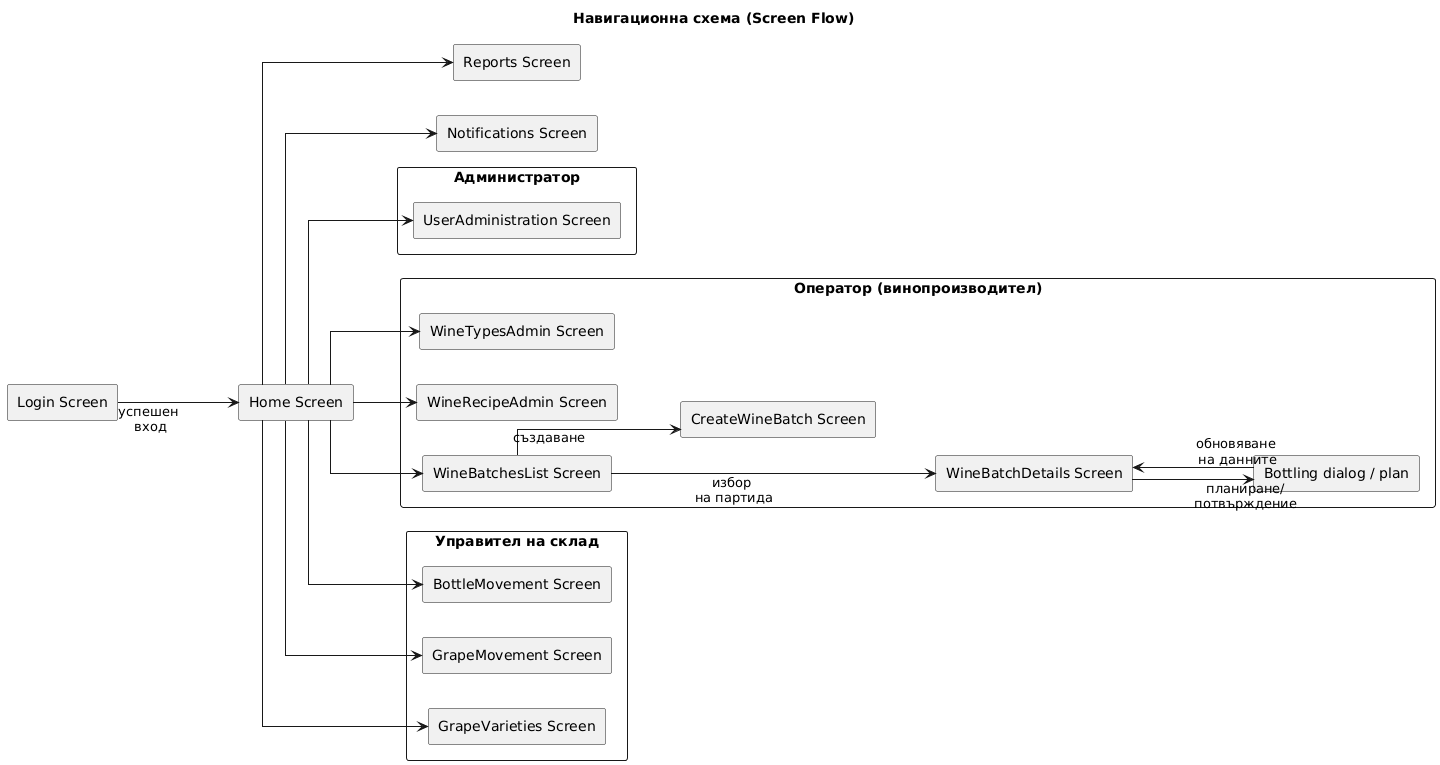 Навигационна схема (Screen Flow)
Reports Screen
Notifications Screen
Администратор
UserAdministration Screen
Оператор (винопроизводител)
WineTypesAdmin Screen
Login Screen
успешен
вход
Home Screen
WineRecipeAdmin Screen
CreateWineBatch Screen
създаване
WineBatchesList Screen
избор
на партида
WineBatchDetails Screen
обновяване
на данните
Bottling dialog / plan
планиране/
потвърждение
Управител на склад
BottleMovement Screen
GrapeMovement Screen
GrapeVarieties Screen